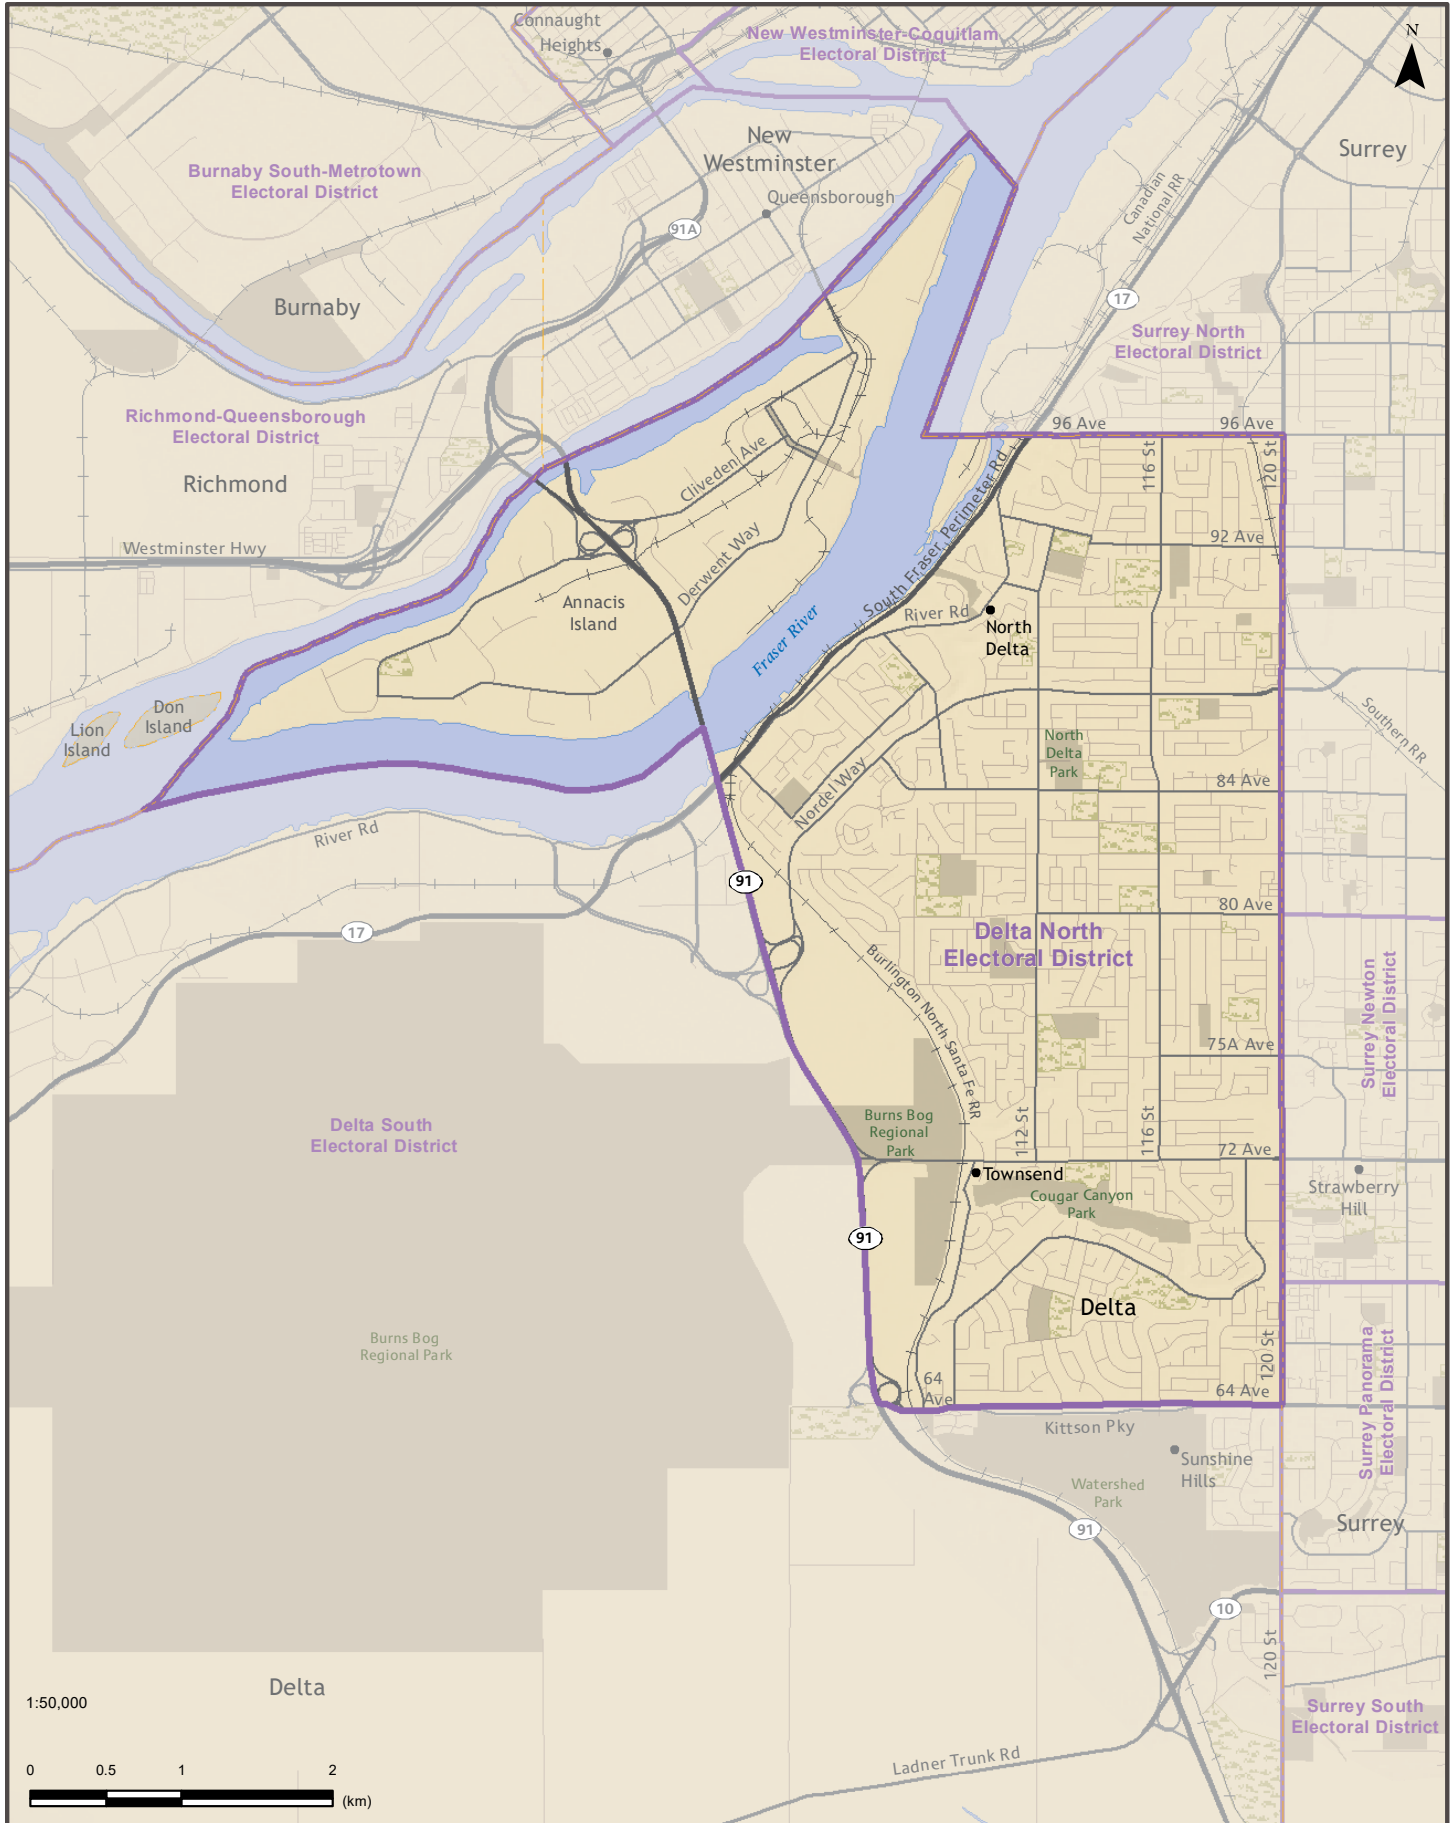 Connaught
Heights
New Westminster-Coquitlam
Electoral District
N
New
Westminster
Surrey
Burnaby South-Metrotown
Electoral District
Queensborough
Canadian
National RR
91A
Burnaby
17
Surrey North
Electoral District
Richmond-Queensborough
Electoral District
96 Ave
96 Ave
Richmond
Cliveden Ave
116 St
120 St
Westminster Hwy
92 Ave
Derwent Way
South Fraser Perimeter Rd
Annacis
Island
River Rd
North
Delta
Fraser River
Don
Island
Lion
Island
Southern RR
North
Delta
Park
84 Ave
Nordel Way
River Rd
91
80 Ave
17
Delta North
Electoral District
Burlington North Santa Fe RR
Surrey Newton
Electoral District
75A Ave
Delta South
Electoral District
Burns Bog
Regional
Park
112 St
116 St
72 Ave
Townsend
Cougar Canyon
Park
Strawberry
Hill
91
Delta
Burns Bog
Regional Park
120 St
Surrey Panorama
Electoral District
64
Ave
64 Ave
Kittson Pky
Sunshine
Hills
Watershed
Park
91
Surrey
10
120 St
Delta
1:50,000
Surrey South
Electoral District
Ladner Trunk Rd
0 0.5 1 2
(km)